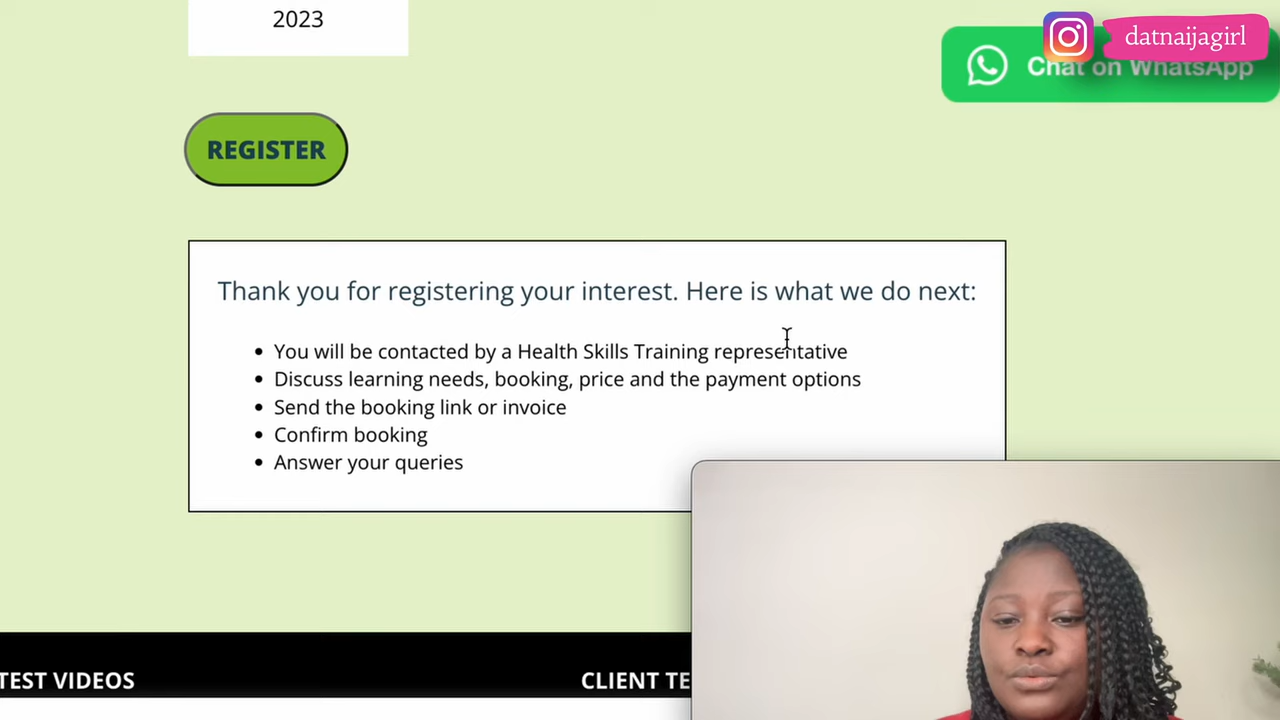 2023
datnaijagirl
Chat on WhatsApp
REGISTER
Thank you for registering your interest. Here is what we do next:
• You will be contacted by a Health Skills Training representative
• Discuss learning needs, booking, price and the payment options
• Send the booking link or invoice
• Confirm booking
• Answer your queries
TEST VIDEOS
CLIENT TE